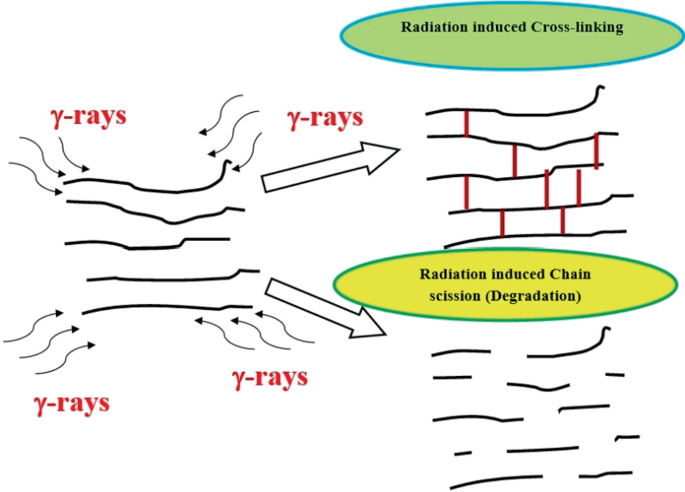 Radiation induced Cross-linking
γ-rays
γ-rays
Radiation induced Chain
scission (Degradation)
γ-rays
γ-rays